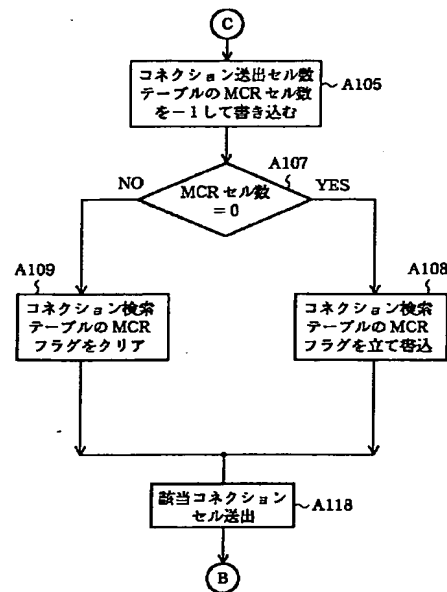 C
コネクション送出セル数
テーブルのMCRセル数
を-1して書き込む
A105
A107
NO
MCRセル数
=0
YES
A109
コネクション検索
テーブルのMCR
フラグをクリア
A108
コネクション検索
テーブルのMCR
フラグを立て書込
該当コネクション
セル送出
A118
B